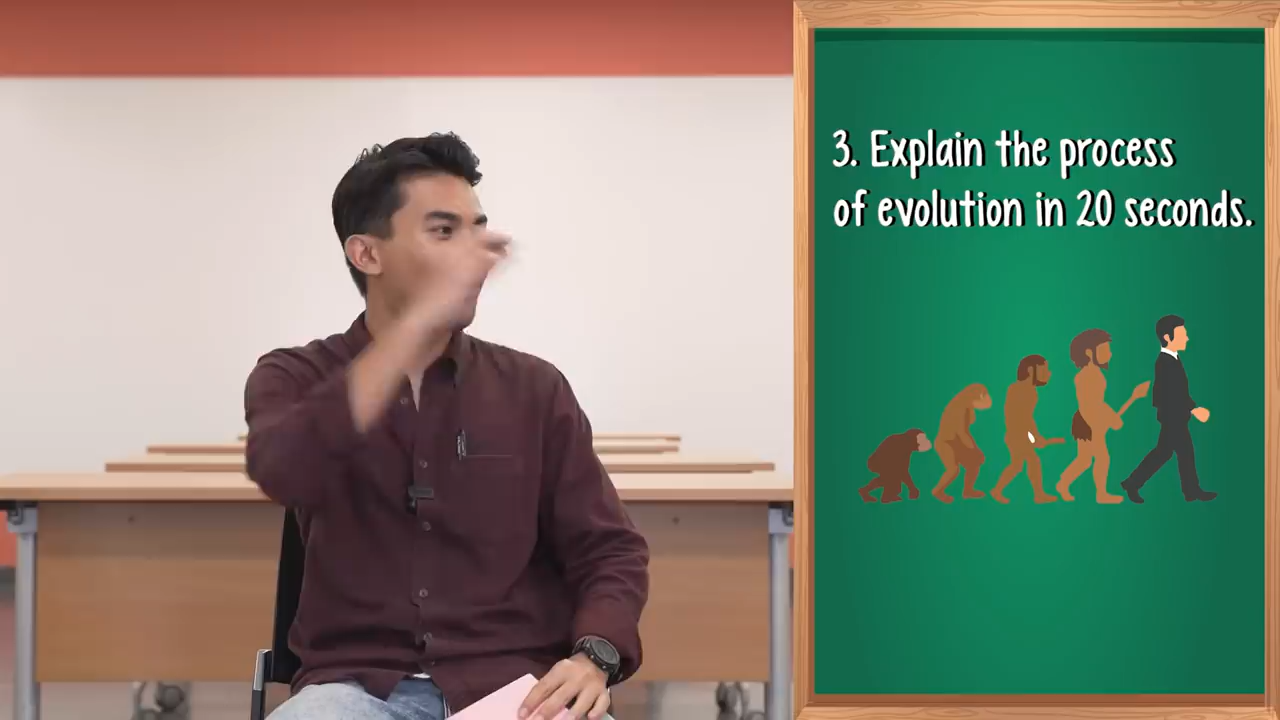 3. Explain the process
of evolution in 20 seconds.